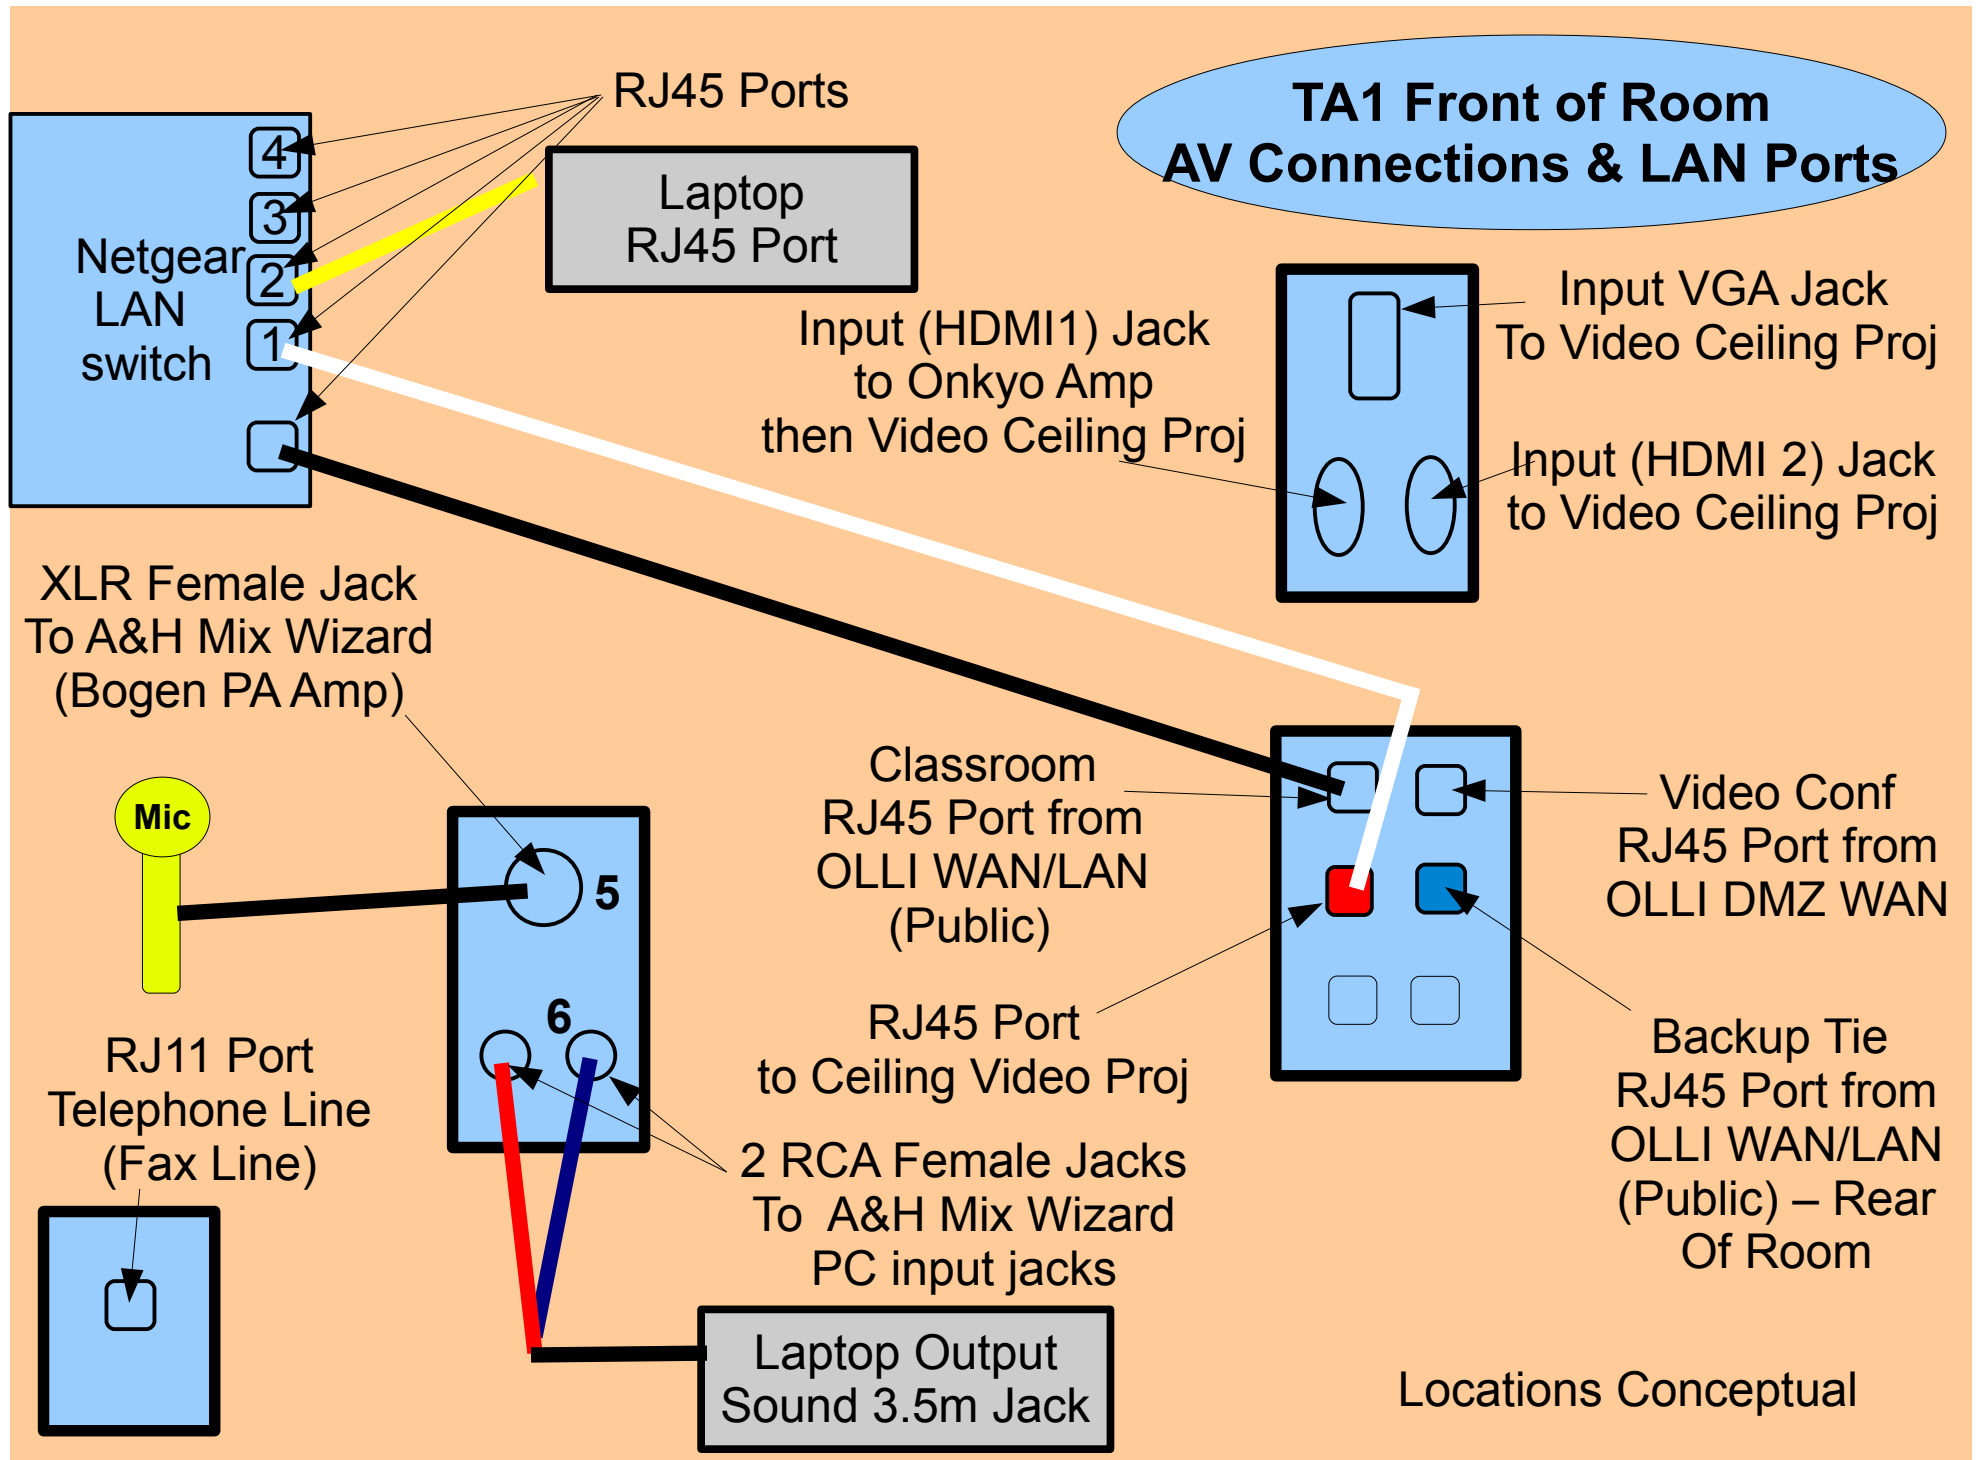 TA1 Front of Room
AV Connections & LAN Ports
RJ45 Ports
4
3
2
1
Netgear
LAN
switch
Laptop
RJ45 Port
Input (HDMI1) Jack
to Onkyo Amp
then Video Ceiling Proj
Input VGA Jack
To Video Ceiling Proj
Input (HDMI 2) Jack
to Video Ceiling Proj
XLR Female Jack
To A&H Mix Wizard
(Bogen PA Amp)
Mic
5
6
Classroom
RJ45 Port from
OLLI WAN/LAN
(Public)
Video Conf
RJ45 Port from
OLLI DMZ WAN
RJ45 Port
to Ceiling Video Proj
Backup Tie
RJ45 Port from
OLLI WAN/LAN
(Public) – Rear
Of Room
RJ11 Port
Telephone Line
(Fax Line)
2 RCA Female Jacks
To A&H Mix Wizard
PC input jacks
Laptop Output
Sound 3.5m Jack
Locations Conceptual